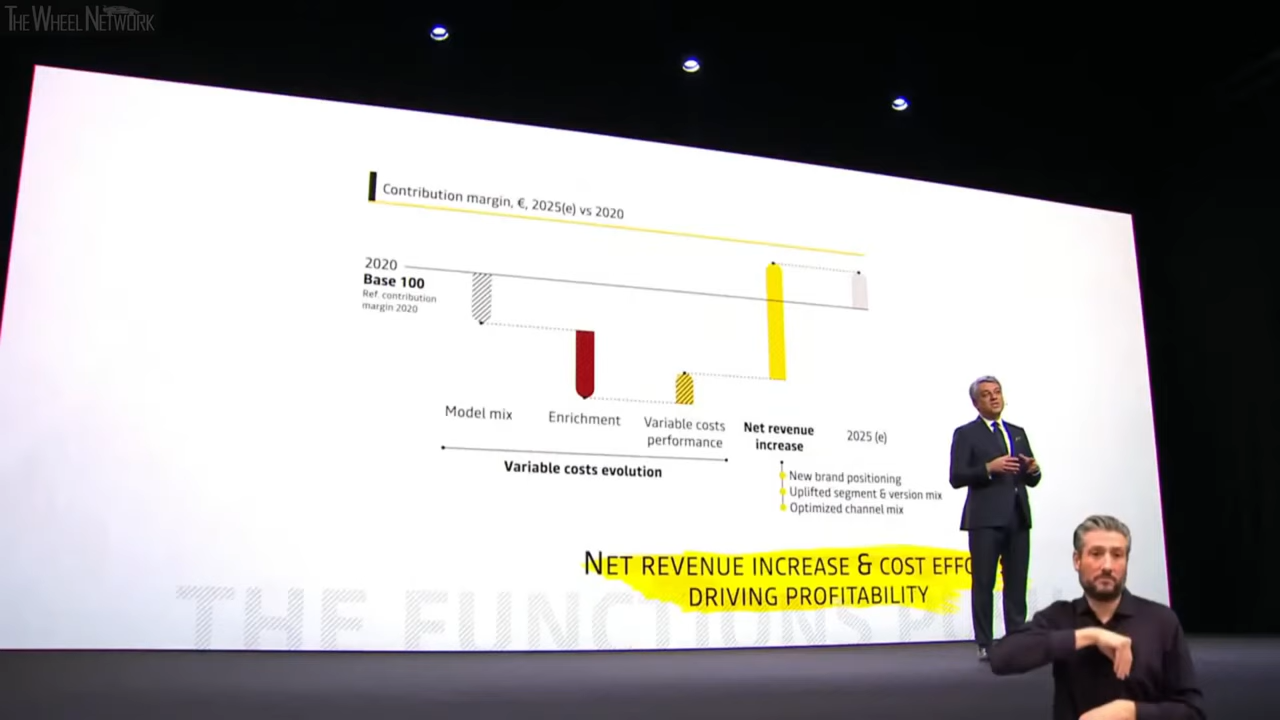 THE WHEEL NETWORK
Contribution margin, €, 2025(e) vs 2020
2020
Base 100
Ref. contribution
margin 2020
Model mix
Enrichment
Variable costs
performance
Net revenue
increase
2025 (e)
Variable costs evolution
New brand positioning
Uplifted segment & version mix
Optimized channel mix
NET REVENUE INCREASE & COST
DRIVING PROFITABILITY
THE FUNCTIONS